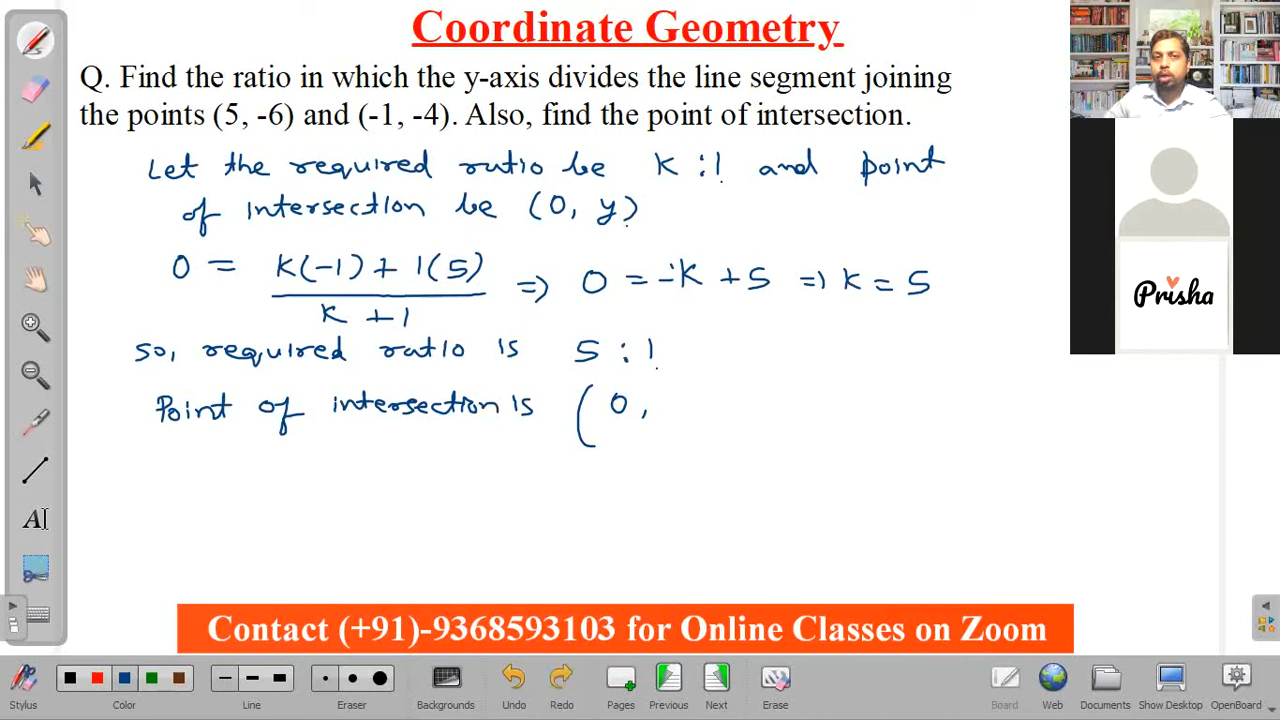 Coordinate Geometry
Q. Find the ratio in which the y-axis divides the line segment joining
the points (5, -6) and (-1, -4). Also, find the point of intersection.
Let the required ratio be K : 1 and point
of intersection be (0, y)
0 = K(-1) + 1(5) / K + 1 => 0 = -K + 5 => K = 5
So, required ratio is 5 : 1
Point of intersection is ( 0 ,
Prisha
Contact (+91)-9368593103 for Online Classes on Zoom
AI
Stylus
Color
Line
Eraser
Backgrounds
Undo
Redo
Pages
Previous
Next
Erase
Board
Web
Documents
Show Desktop
OpenBoard